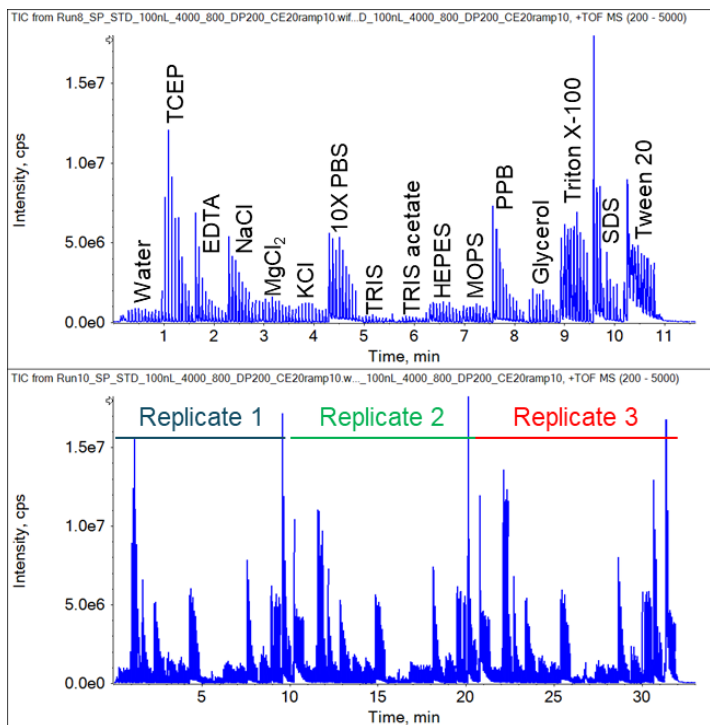 TIC from Run8_SP_STD_100nL_4000_800_DP200_CE20ramp10.wif...D_100nL_4000_800_DP200_CE20ramp10, +TOF MS (200 - 5000)
Intensity, cps
1.5e7
1.0e7
5.0e6
0.0e0
Water
TCEP
EDTA
NaCl
MgCl₂
KCl
10X PBS
TRIS
TRIS acetate
HEPES
MOPS
PPB
Glycerol
Triton X-100
SDS
Tween 20
1 2 3 4 5 6 7 8 9 10 11
Time, min
TIC from Run10_SP_STD_100nL_4000_800_DP200_CE20ramp10.w..._100nL_4000_800_DP200_CE20ramp10, +TOF MS (200 - 5000)
Intensity, cps
1.5e7
1.0e7
5.0e6
0.0e0
Replicate 1 Replicate 2 Replicate 3
5 10 15 20 25 30
Time, min